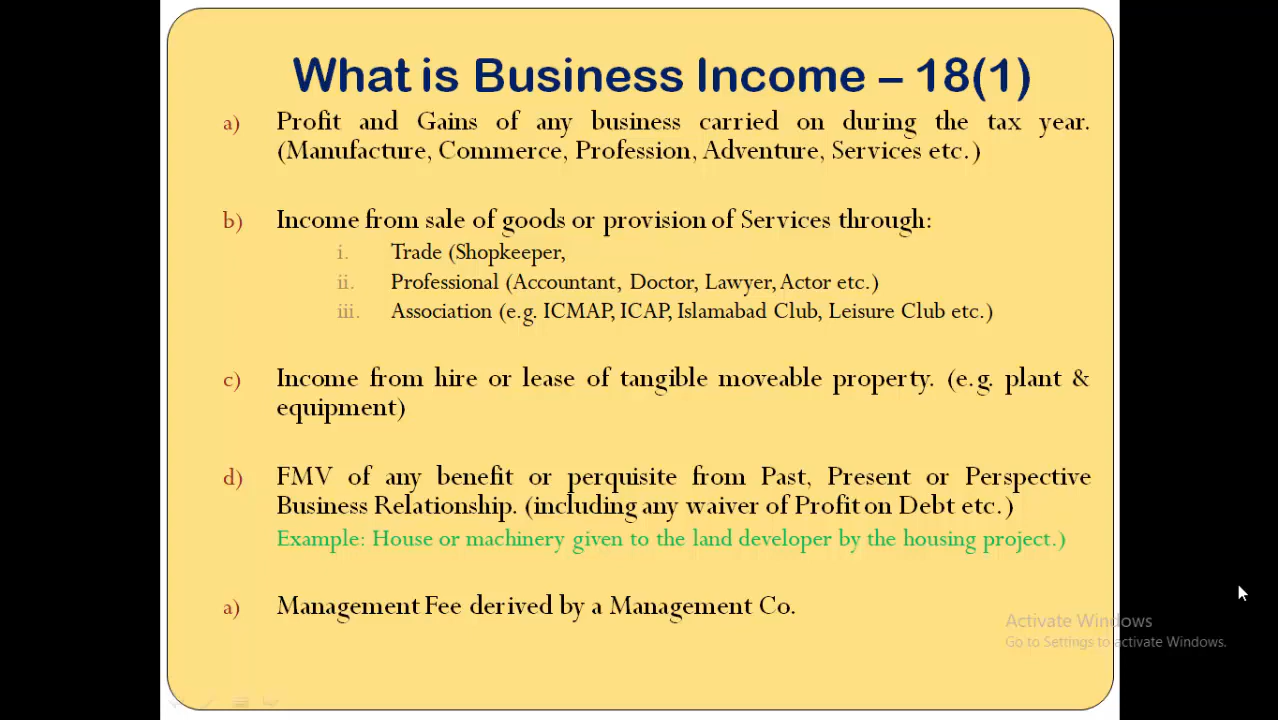 What is Business Income – 18(1)
a) Profit and Gains of any business carried on during the tax year.
(Manufacture, Commerce, Profession, Adventure, Services etc.)
b) Income from sale of goods or provision of Services through:
i. Trade (Shopkeeper,
ii. Professional (Accountant, Doctor, Lawyer, Actor etc.)
iii. Association (e.g. ICMAP, ICAP, Islamabad Club, Leisure Club etc.)
c) Income from hire or lease of tangible moveable property. (e.g. plant &
equipment)
d) FMV of any benefit or perquisite from Past, Present or Perspective
Business Relationship. (including any waiver of Profit on Debt etc.)
Example: House or machinery given to the land developer by the housing project.)
a) Management Fee derived by a Management Co.
Activate Windows
Go to Settings to activate Windows.